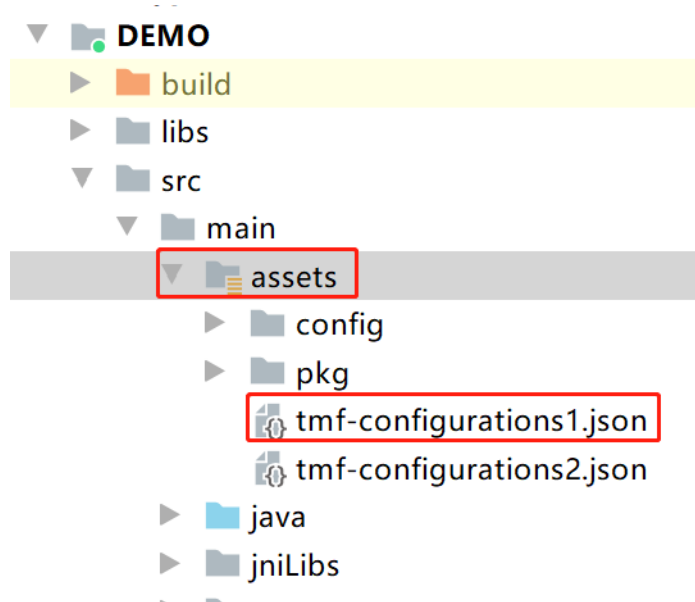 DEMO
build
libs
src
main
assets
config
pkg
tmf-configurations1.json
tmf-configurations2.json
java
jniLibs